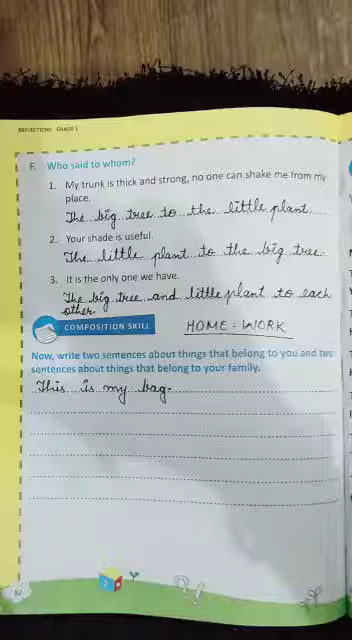 REFLECTIONS GRADE 1
F. Who said to whom?
1. My trunk is thick and strong, no one can shake me from my
place.
The big tree to the little plant
2. Your shade is useful.
The little plant to the big tree.
3. It is the only one we have.
The big tree and little plant to each
other.
COMPOSITION SKILL HOME - WORK
Now, write two sentences about things that belong to you and two
sentences about things that belong to your family.
This is my bag.
82